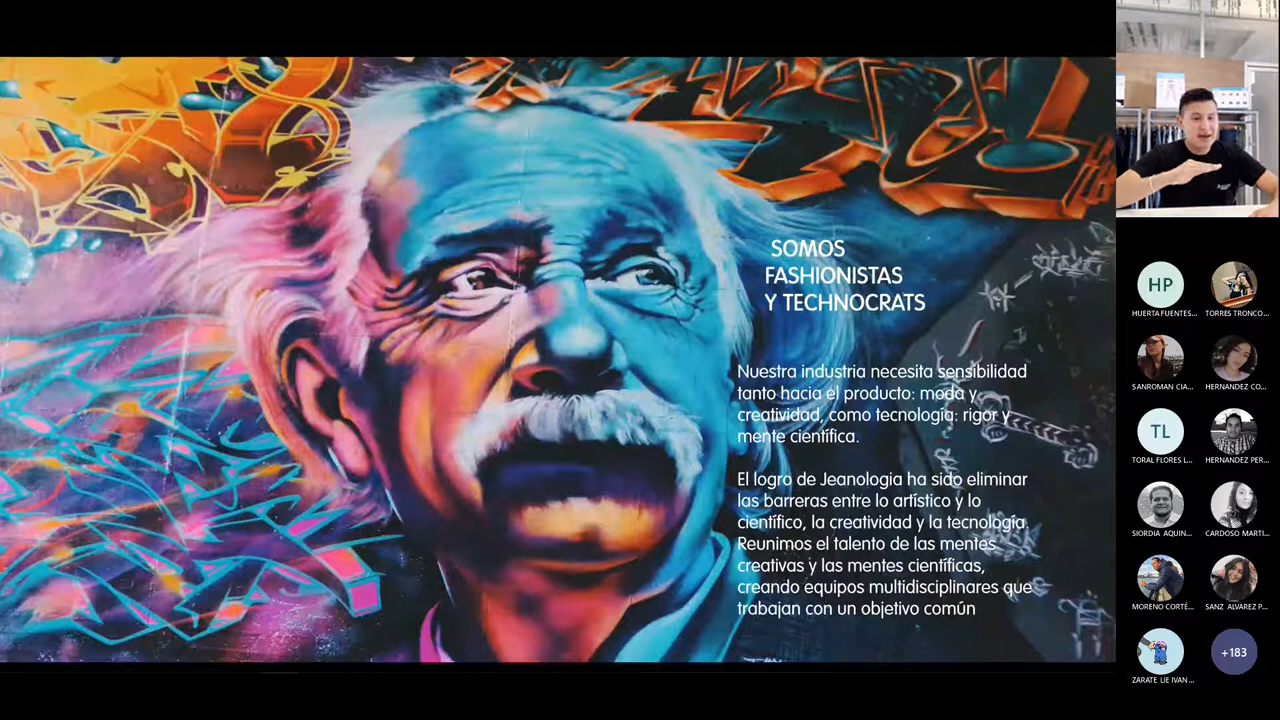 SOMOS
FASHIONISTAS
Y TECHNOCRATS
Nuestra industria necesita sensibilidad
tanto hacia el producto: moda y
creatividad, como tecnología: rigor y
mente científica.
El logro de Jeanologia ha sido eliminar
las barreras entre lo artístico y lo
científico, la creatividad y la tecnología.
Reunimos el talento de las mentes
creativas y las mentes científicas,
creando equipos multidisciplinares que
trabajan con un objetivo común
HP
HUERTA FUENTES...
TORRES TRONCO...
SANROMAN CIA...
HERNANDEZ CO...
TL
TORAL FLORES L...
HERNANDEZ PER...
SIORDIA AQUIN...
CARDOSO MARTI...
MORENO CORTÉ...
SANZ ALVAREZ P...
ZARATE LIE IVAN...
+183